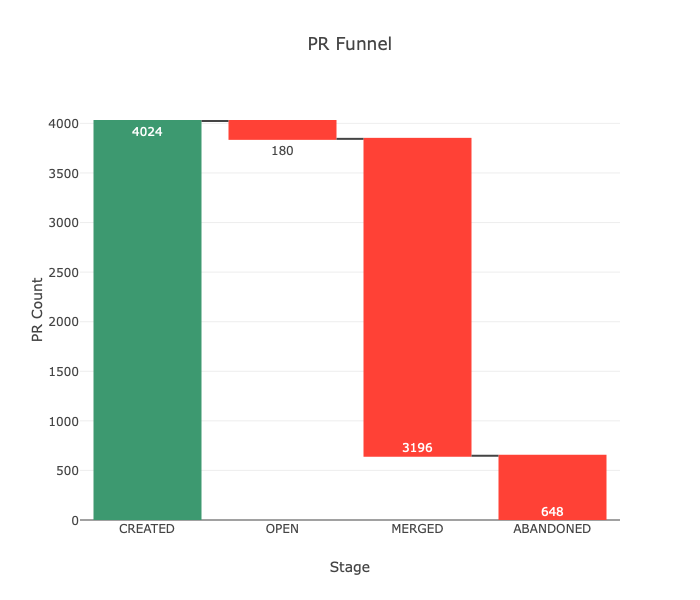 PR Funnel
4000
3500
3000
2500
2000
1500
1000
500
0
PR Count
4024
180
3196
648
CREATED
OPEN
MERGED
ABANDONED
Stage